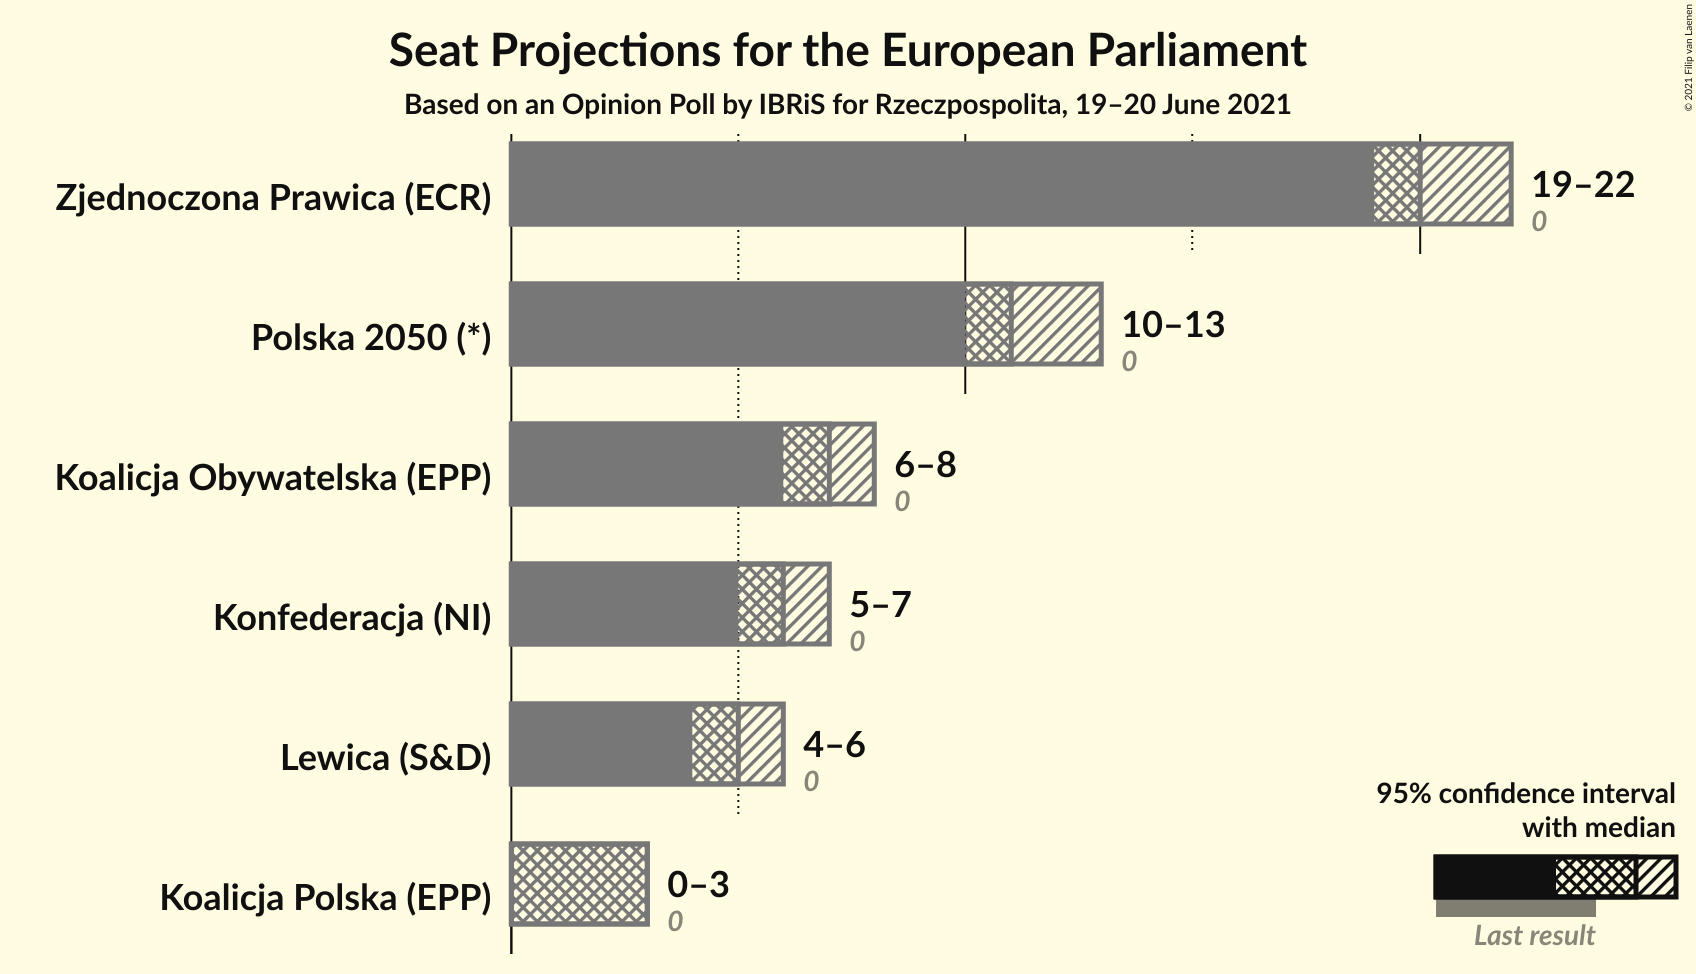 Seat Projections for the European Parliament
Based on an Opinion Poll by IBRiS for Rzeczpospolita, 19–20 June 2021
© 2021 Filip van Laenen
Zjednoczona Prawica (ECR)
19–22
0
Polska 2050 (*)
10–13
0
Koalicja Obywatelska (EPP)
6–8
0
Konfederacja (NI)
5–7
0
Lewica (S&D)
4–6
0
Koalicja Polska (EPP)
0–3
0
95% confidence interval
with median
Last result